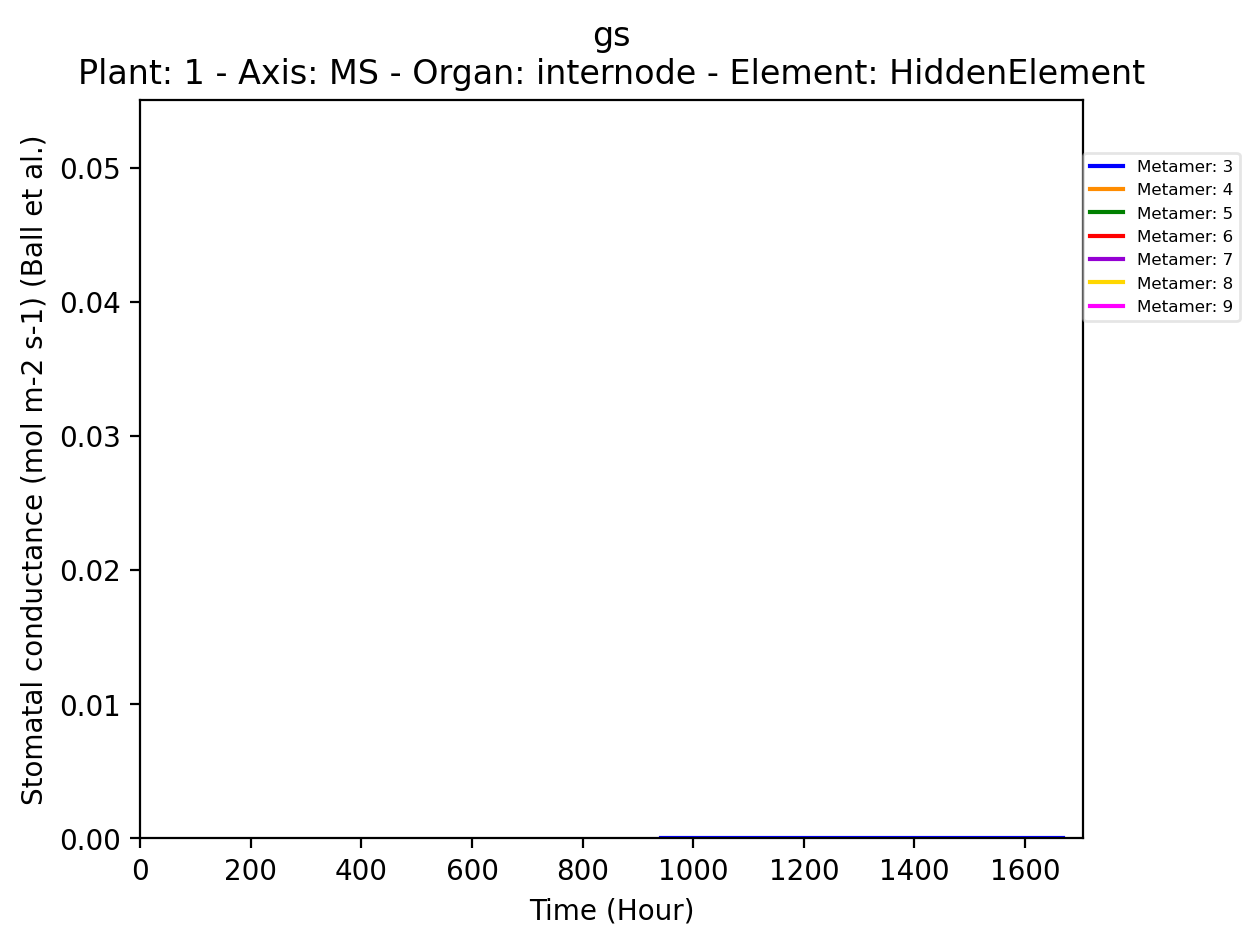 gs
Plant: 1 - Axis: MS - Organ: internode - Element: HiddenElement
Stomatal conductance (mol m-2 s-1) (Ball et al.)
0.05
0.04
0.03
0.02
0.01
0.00
0 200 400 600 800 1000 1200 1400 1600
Time (Hour)
Metamer: 3
Metamer: 4
Metamer: 5
Metamer: 6
Metamer: 7
Metamer: 8
Metamer: 9